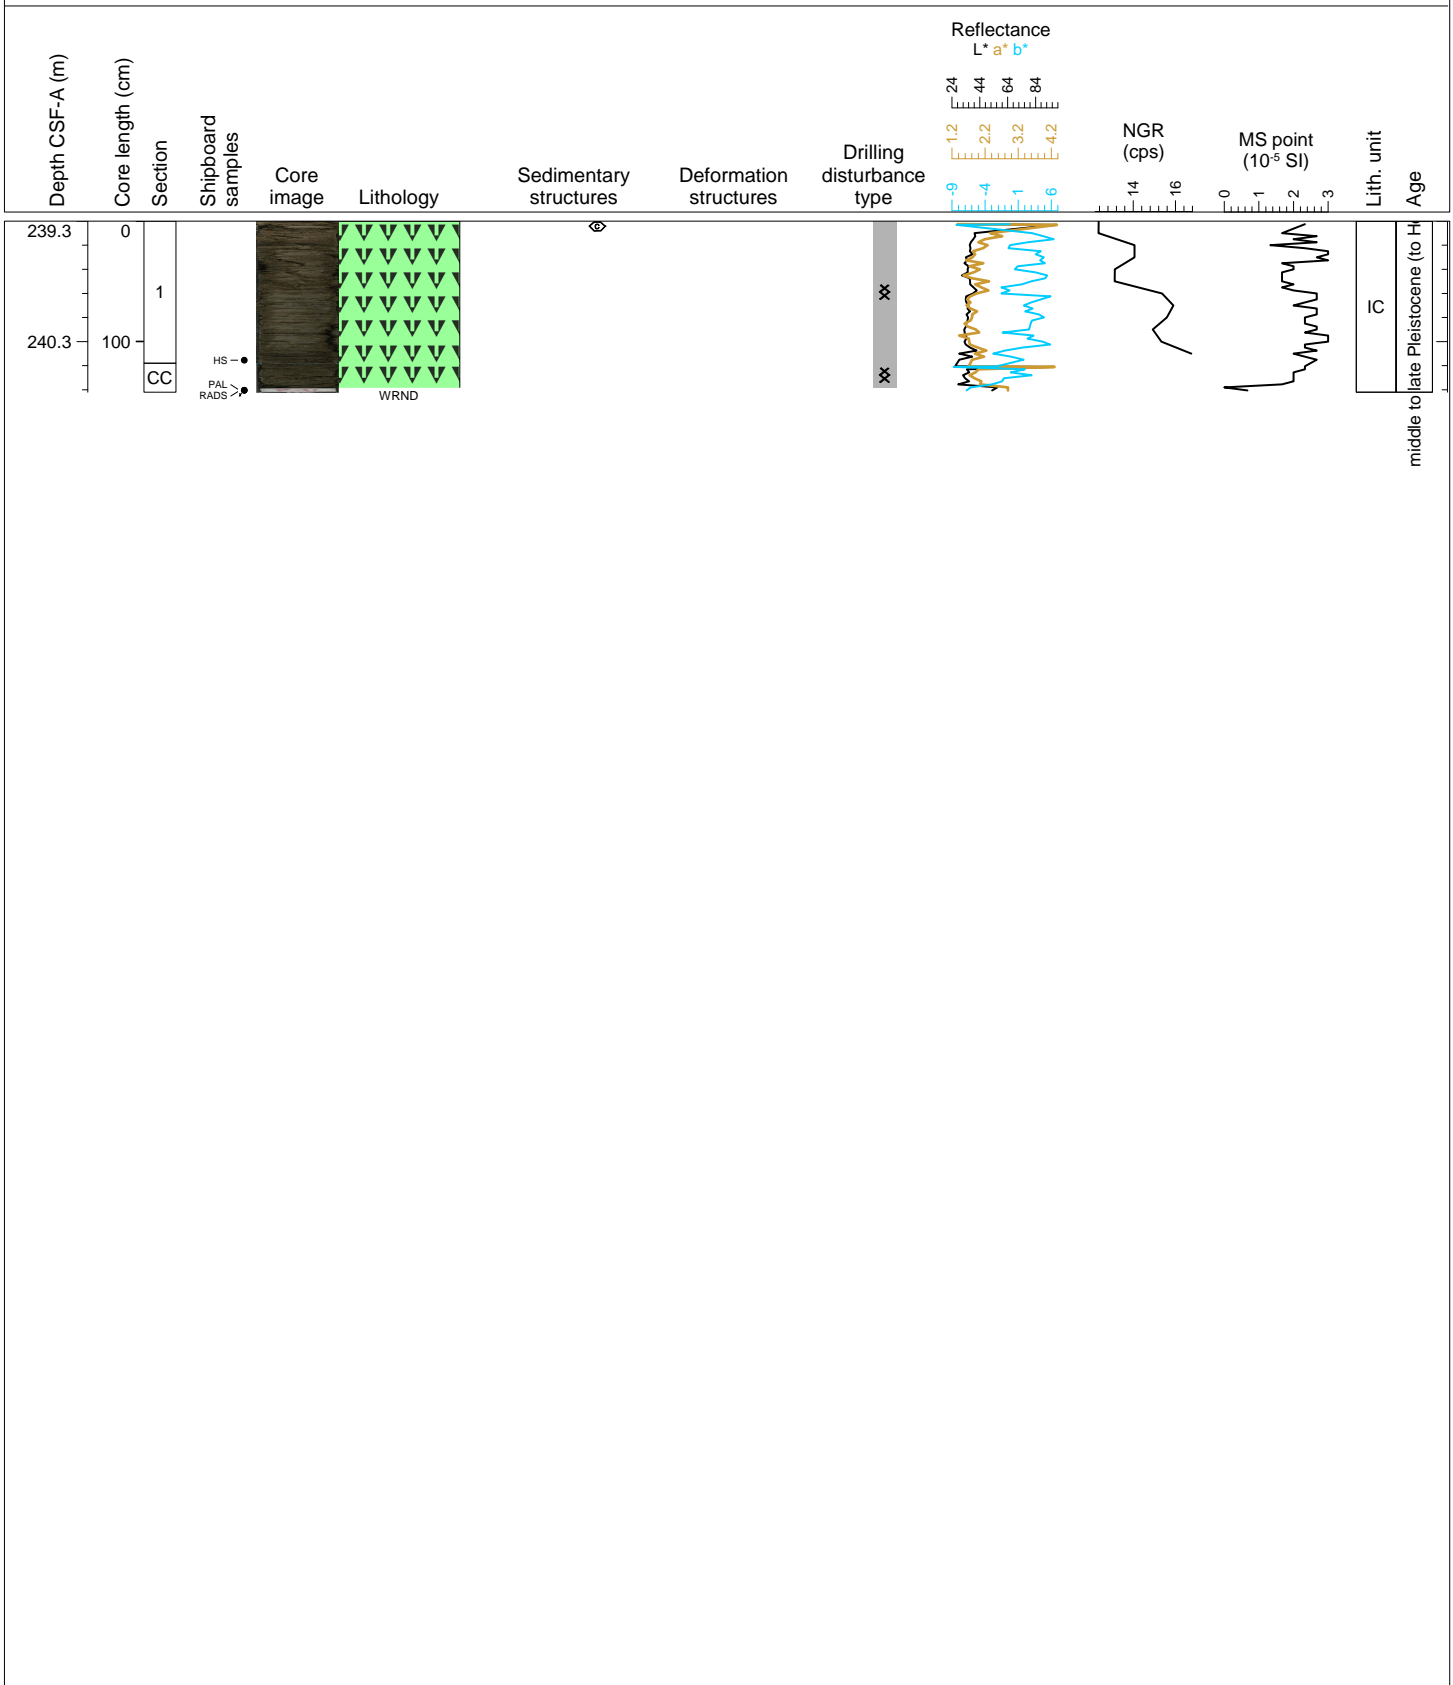 Depth CSF-A (m)
Core length (cm)
Section
Shipboard
samples
Core
image
Lithology
Sedimentary
structures
Deformation
structures
Drilling
disturbance
type
Reflectance
L* a* b*
24 44 64 84
1.2 2.2 3.2 4.2
-9 -4 1 6
NGR
(cps)
14 16
MS point
(10-5 SI)
0 1 2 3
Lith. unit
Age
239.3
0
1
240.3
100
CC
HS
PAL
RADS
WRND
c
IC
middle to late Pleistocene (to H